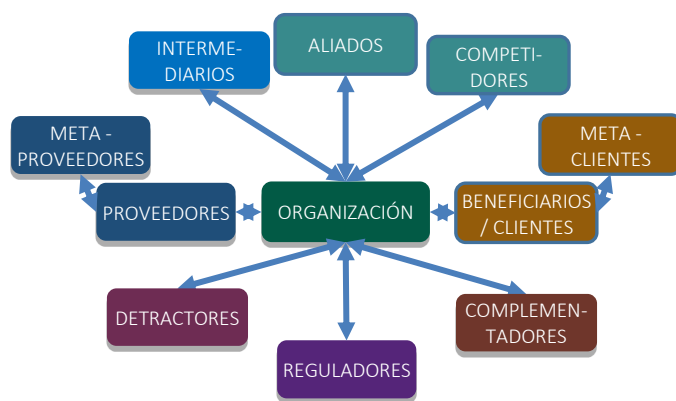 INTERME-
DIARIOS
ALIADOS
COMPETI-
DORES
META -
PROVEEDORES
META -
CLIENTES
PROVEEDORES
ORGANIZACIÓN
BENEFICIARIOS
/ CLIENTES
DETRACTORES
REGULADORES
COMPLEMEN-
TADORES